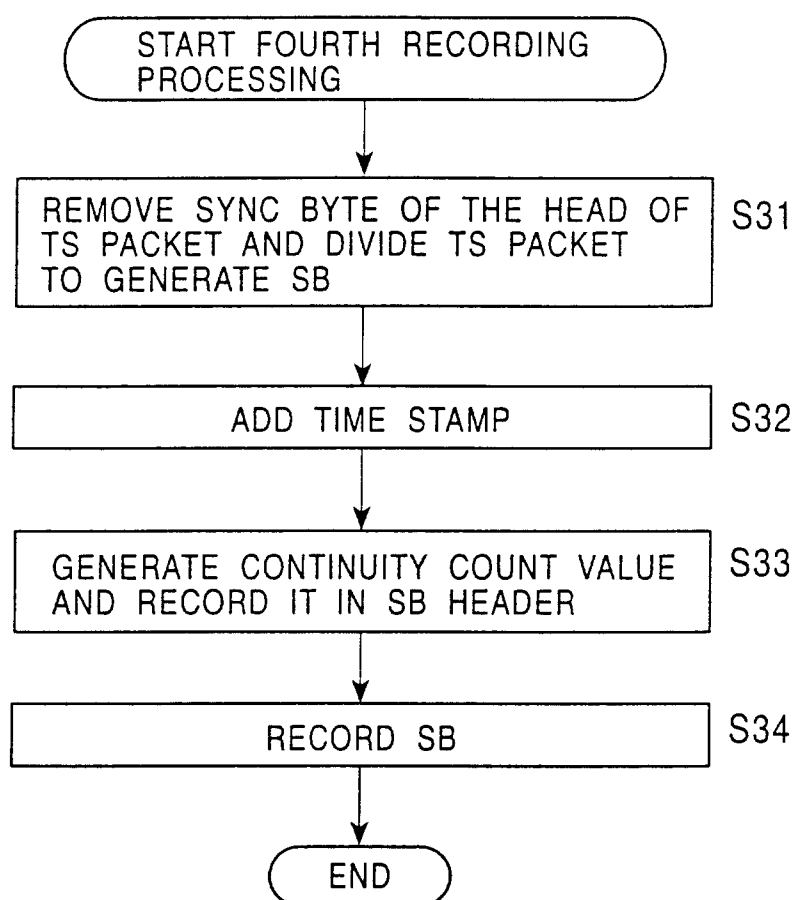 START FOURTH RECORDING
PROCESSING
REMOVE SYNC BYTE OF THE HEAD OF
TS PACKET AND DIVIDE TS PACKET
TO GENERATE SB
S31
ADD TIME STAMP
S32
GENERATE CONTINUITY COUNT VALUE
AND RECORD IT IN SB HEADER
S33
RECORD SB
S34
END